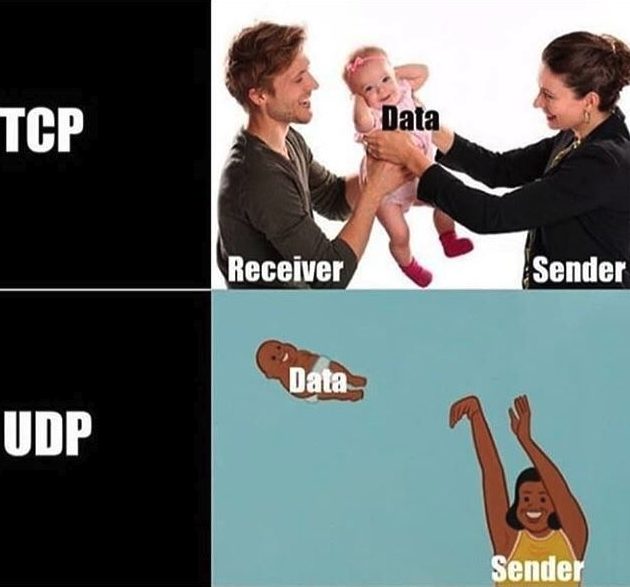 TCP
Data
Receiver
Sender
UDP
Data
Sender